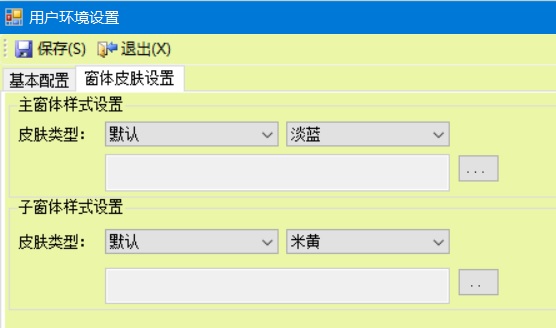 用户环境设置
保存(S) 退出(X)
基本配置 窗体皮肤设置
主窗体样式设置
皮肤类型： 默认 淡蓝
...
子窗体样式设置
皮肤类型： 默认 米黄
..